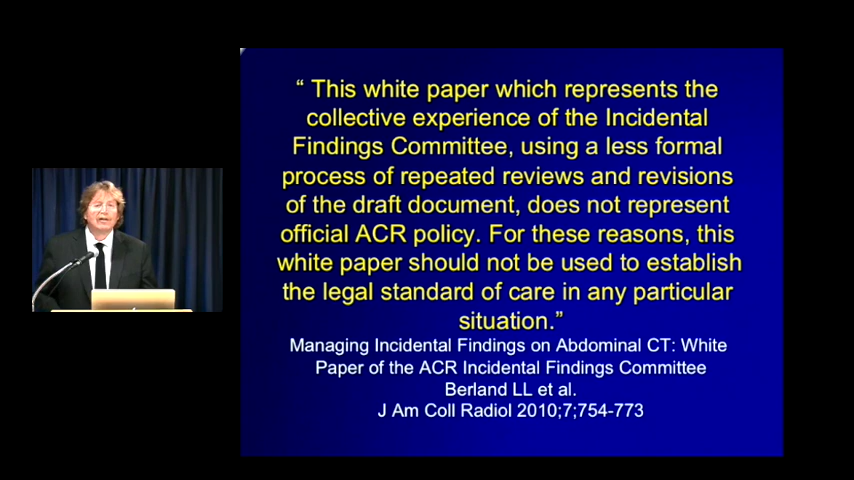 “ This white paper which represents the
collective experience of the Incidental
Findings Committee, using a less formal
process of repeated reviews and revisions
of the draft document, does not represent
official ACR policy. For these reasons, this
white paper should not be used to establish
the legal standard of care in any particular
situation.”
Managing Incidental Findings on Abdominal CT: White
Paper of the ACR Incidental Findings Committee
Berland LL et al.
J Am Coll Radiol 2010;7;754-773